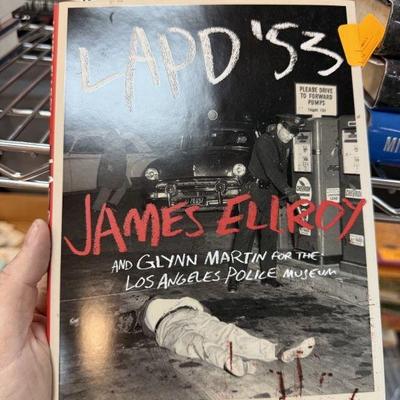 LAPD '53
PLEASE DRIVE
TO FORWARD
PUMPS
JAMES ELLROY
AND GLYNN MARTIN FOR THE
LOS ANGELES POLICE MUSEUM